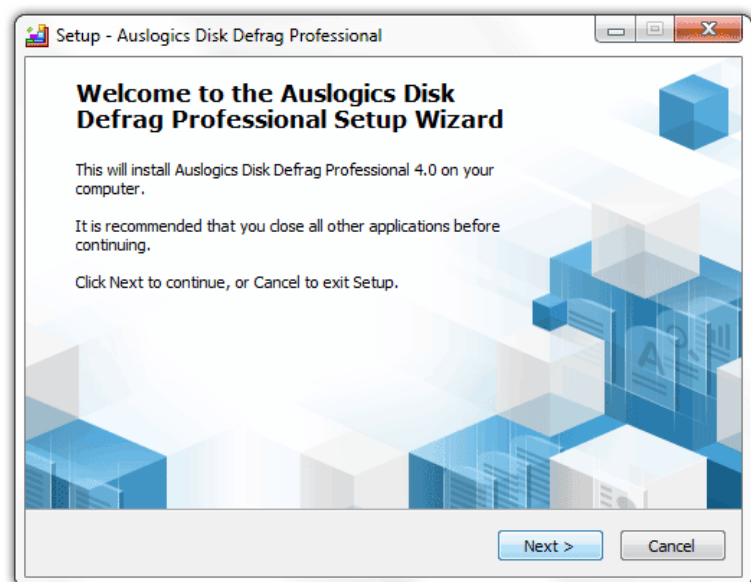 Setup - Auslogics Disk Defrag Professional
Welcome to the Auslogics Disk
Defrag Professional Setup Wizard
This will install Auslogics Disk Defrag Professional 4.0 on your
computer.
It is recommended that you close all other applications before
continuing.
Click Next to continue, or Cancel to exit Setup.
A
Next >
Cancel